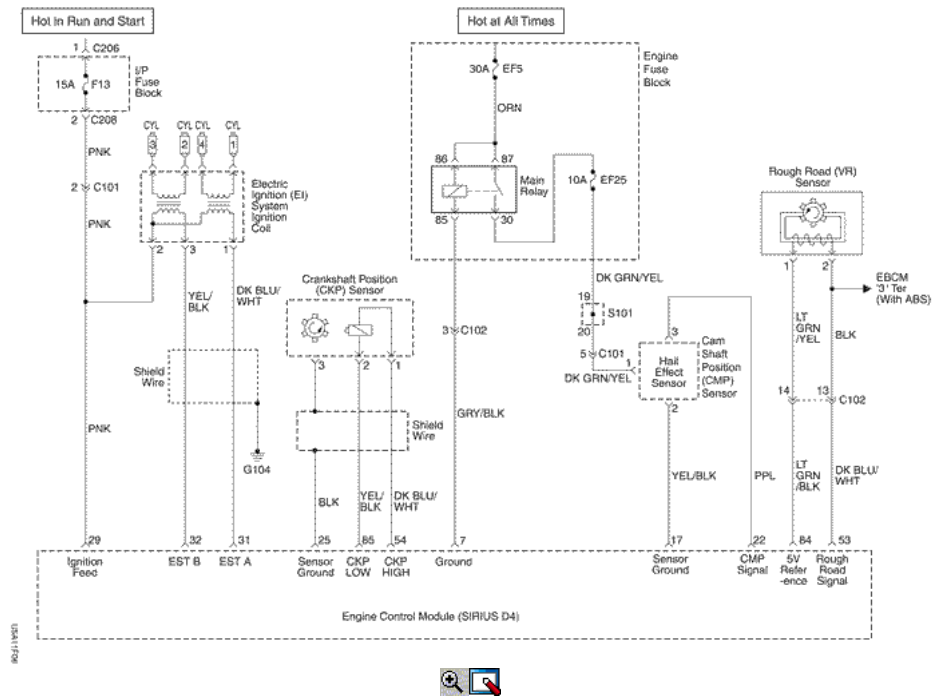 Hot in Run and Start
Hot at All Times
1 C206
15A F13
I/P
Fuse
Block
2 C208
PNK
2 C101
PNK
CYL CYL CYL CYL
3 2 4 1
Electric
Ignition (EI)
System
Ignition
Coil
2 3 1
YEL/
BLK
DK BLU/
WHT
Shield
Wire
G104
PNK
Crankshaft Position
(CKP) Sensor
3 2 1
Shield
Wire
BLK
YEL/
BLK
DK BLU/
WHT
Engine
Fuse
Block
30A EF5
ORN
86 87
Main
Relay
85 30
10A EF25
3 C102
GRY/BLK
DK GRN/YEL
19
S101
20
5 C101
DK GRN/YEL
1
3
Hall
Effect
Sensor
Cam
Shaft
Position
(CMP)
Sensor
2
YEL/BLK
PPL
Rough Road (VR)
Sensor
1 2
EBCM
'3' Ter
(With ABS)
LT
GRN
/YEL
BLK
14 13
C102
LT
GRN
/BLK
DK BLU/
WHT
29 32 31 25 65 54 7 17 22 84 53
Ignition
Feed
EST B
EST A
Sensor
Ground
CKP
LOW
CKP
HIGH
Ground
Sensor
Ground
CMP
Signal
5V
Refer
-ence
Rough
Road
Signal
Engine Control Module (SIRIUS D4)